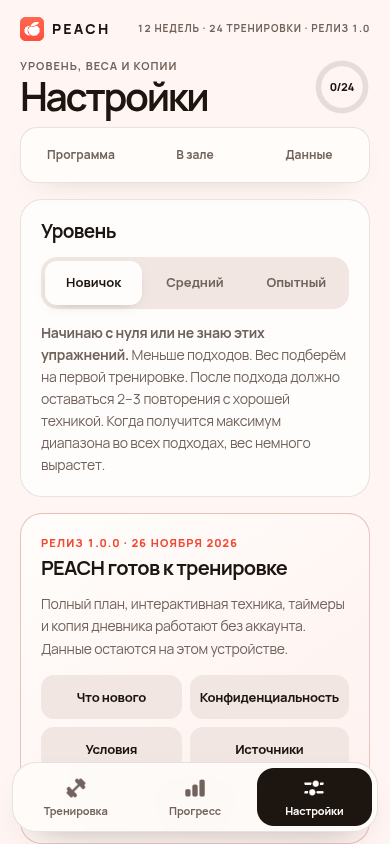 PEACH
12 НЕДЕЛЬ · 24 ТРЕНИРОВКИ · РЕЛИЗ 1.0
УРОВЕНЬ, ВЕСА И КОПИИ
Настройки
0/24
Программа
В зале
Данные
Уровень
Новичок
Средний
Опытный
Начинаю с нуля или не знаю этих
упражнений. Меньше подходов. Вес подберём
на первой тренировке. После подхода должно
оставаться 2–3 повторения с хорошей
техникой. Когда получится максимум
диапазона во всех подходах, вес немного
вырастет.
РЕЛИЗ 1.0.0 · 26 НОЯБРЯ 2026
PEACH готов к тренировке
Полный план, интерактивная техника, таймеры
и копия дневника работают без аккаунта.
Данные остаются на этом устройстве.
Что нового
Конфиденциальность
Условия
Источники
Тренировка
Прогресс
Настройки